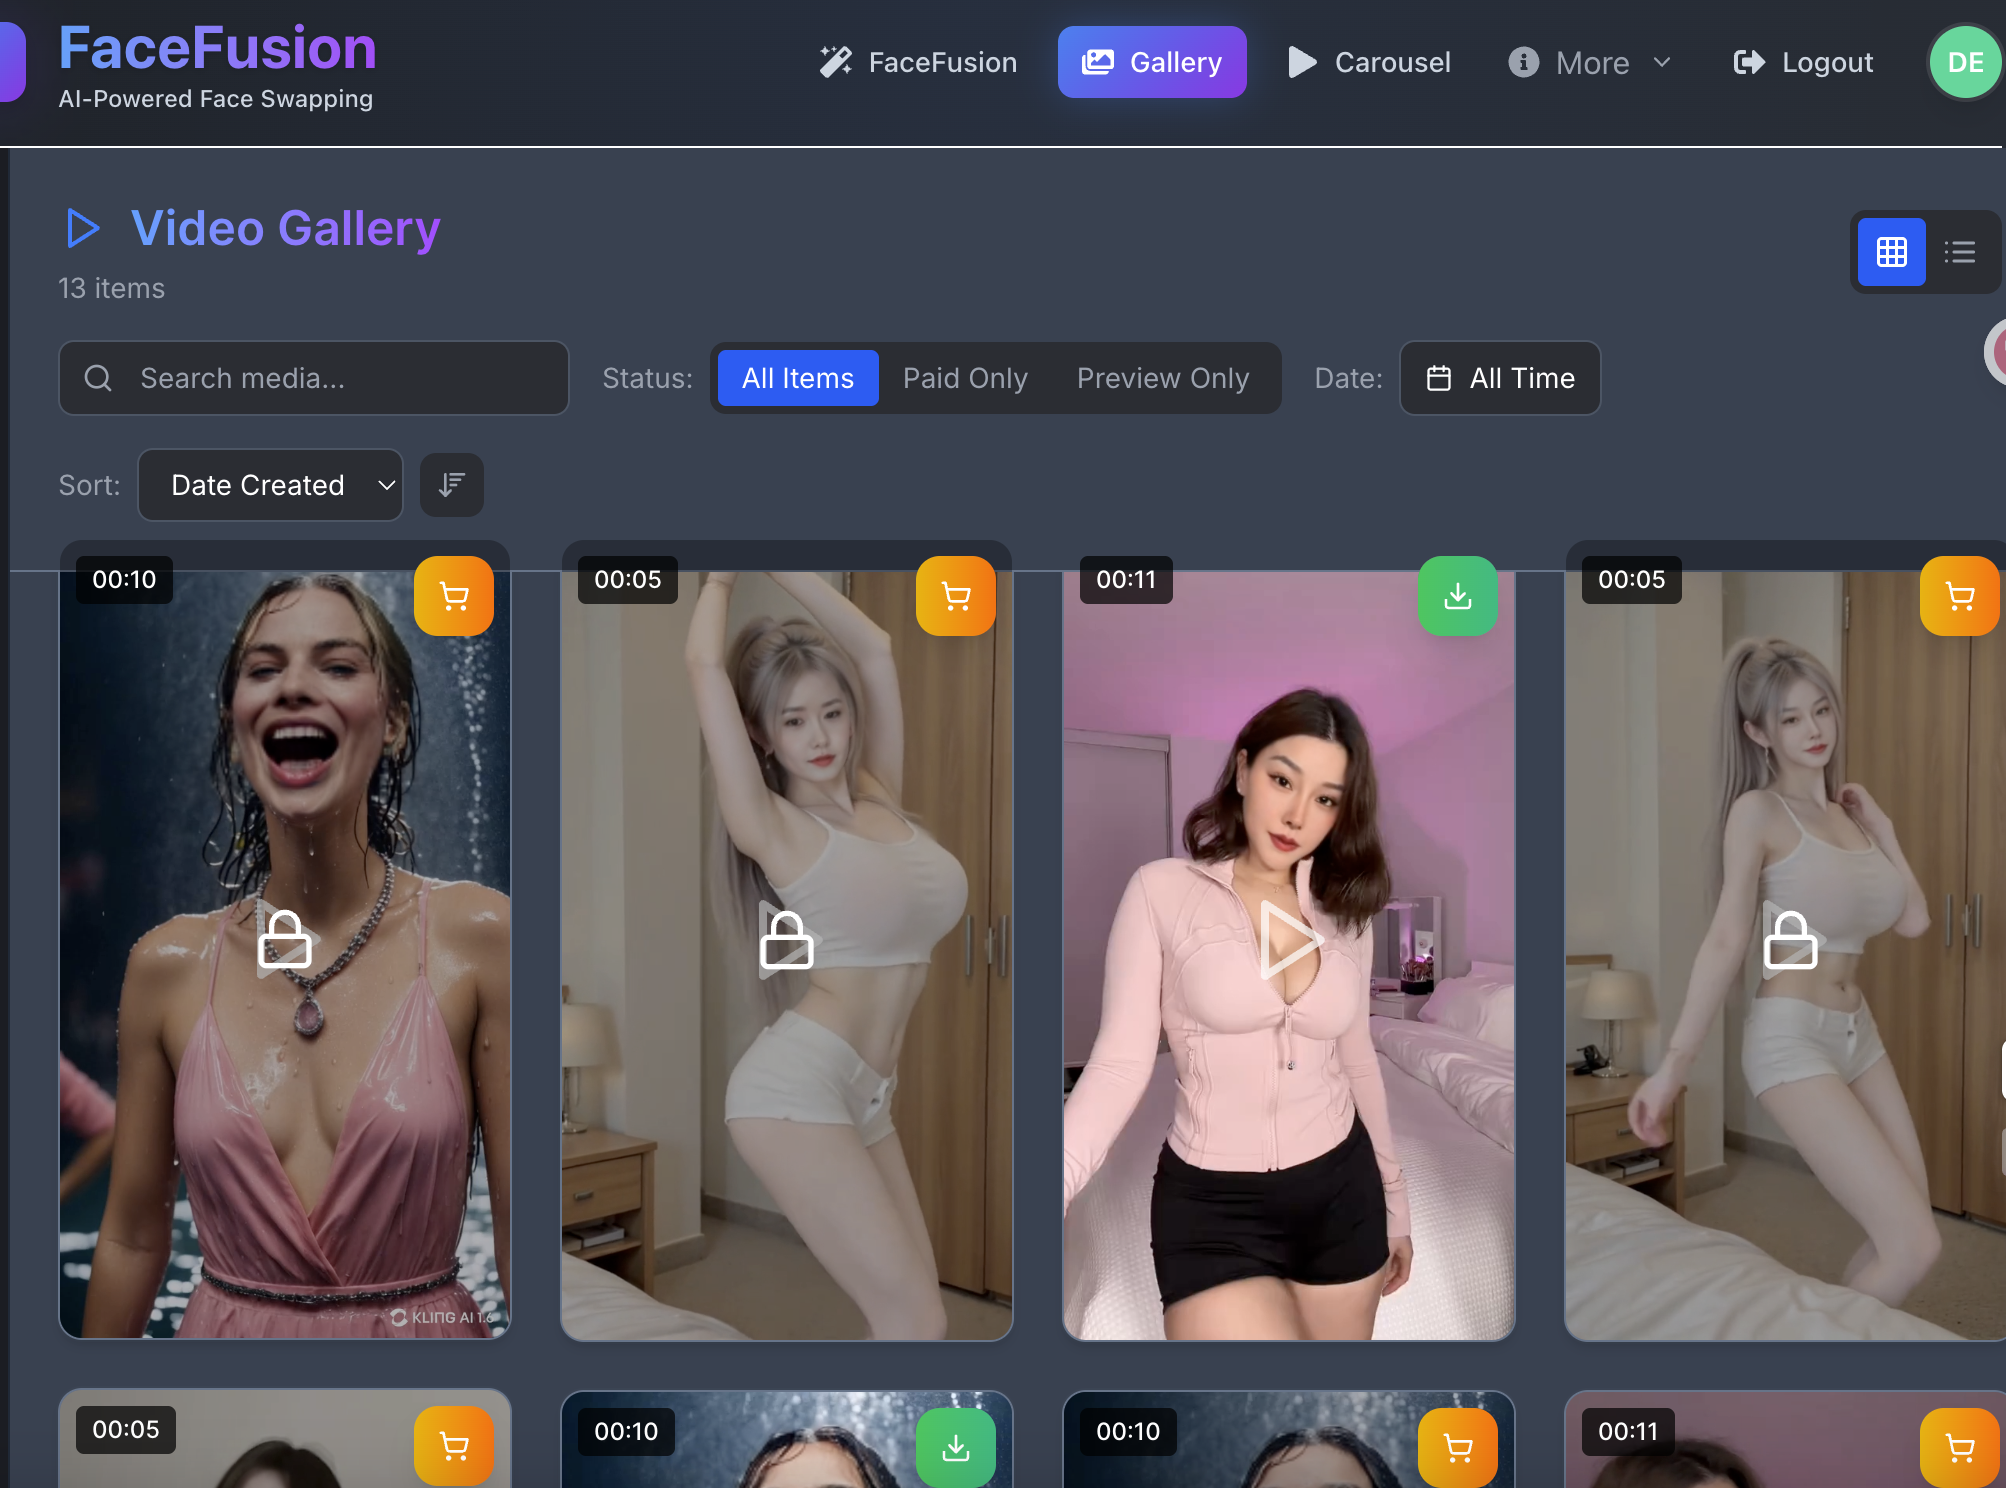 FaceFusion
AI-Powered Face Swapping
FaceFusion
Gallery
Carousel
More
Logout
DE
Video Gallery
13 items
Search media...
Status:
All Items
Paid Only
Preview Only
Date:
All Time
Sort:
Date Created
00:10
00:05
00:11
00:05
KLING AI 1.6
00:05
00:10
00:10
00:11